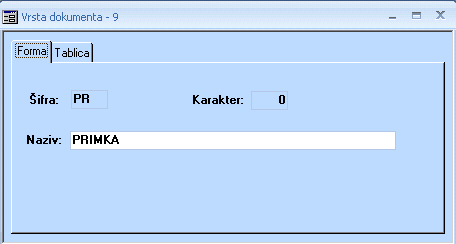 Vrsta dokumenta - 9
Forma Tablica
Šifra: PR Karakter: 0
Naziv: PRIMKA